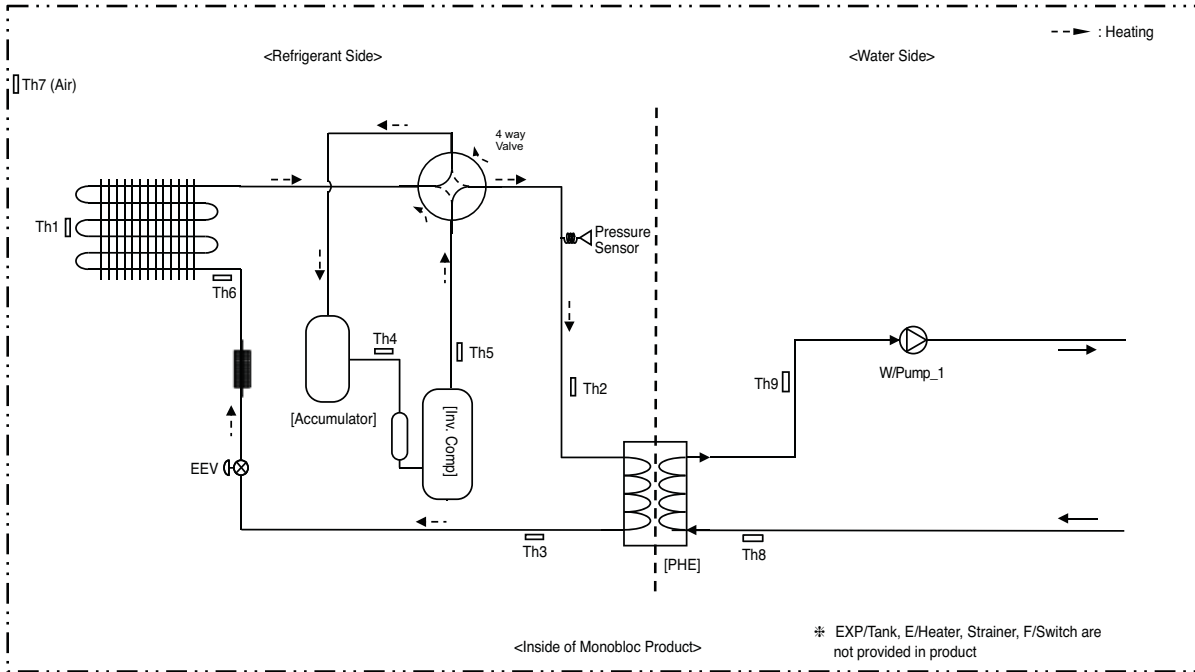 : Heating
<Refrigerant Side>
<Water Side>
Th7 (Air)
4 way
Valve
Th1
Pressure
Sensor
Th6
Th4
Th5
Th2
Th9
W/Pump_1
[Accumulator]
[Inv. Comp]
EEV
Th3
[PHE]
Th8
<Inside of Monobloc Product>
❈ EXP/Tank, E/Heater, Strainer, F/Switch are
not provided in product